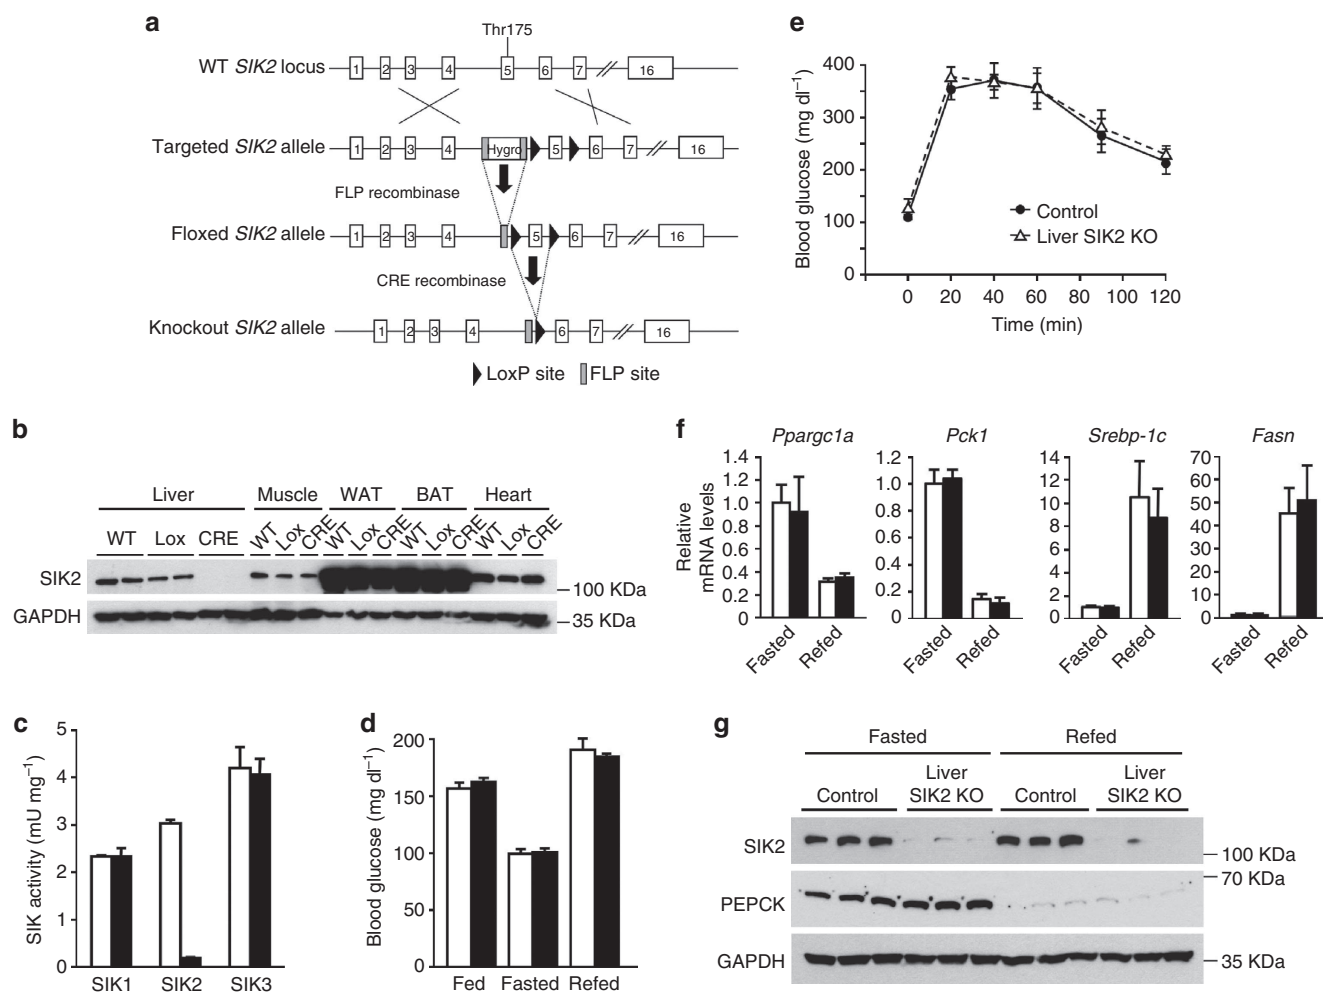 a
Thr175
WT SIK2 locus
1 2 3 4 5 6 7 16
Targeted SIK2 allele
1 2 3 4 Hygro 5 6 7 16
FLP recombinase
Floxed SIK2 allele
1 2 3 4 5 6 7 16
CRE recombinase
Knockout SIK2 allele
1 2 3 4 6 7 16
LoxP site FLP site
e
Blood glucose (mg dl−1)
400
300
200
100
0
0 20 40 60 80 100 120
Time (min)
Control
Liver SIK2 KO
b
Liver Muscle WAT BAT Heart
WT Lox CRE WT Lox CRE WT Lox CRE WT Lox CRE WT Lox CRE
SIK2
100 KDa
GAPDH
35 KDa
f
Relative
mRNA levels
Ppargc1a
1.4
1.2
1.0
0.8
0.6
0.4
0.2
0
Fasted Refed
Pck1
1.2
1.0
0.8
0.6
0.4
0.2
0
Fasted Refed
Srebp-1c
14
12
10
8
6
4
2
0
Fasted Refed
Fasn
70
60
50
40
30
20
10
0
Fasted Refed
c
SIK activity (mU mg−1)
5
4
3
2
1
0
SIK1 SIK2 SIK3
d
Blood glucose (mg dl−1)
200
150
100
50
0
Fed Fasted Refed
g
Fasted Refed
Control Liver SIK2 KO Control Liver SIK2 KO
SIK2
100 KDa
70 KDa
PEPCK
GAPDH
35 KDa